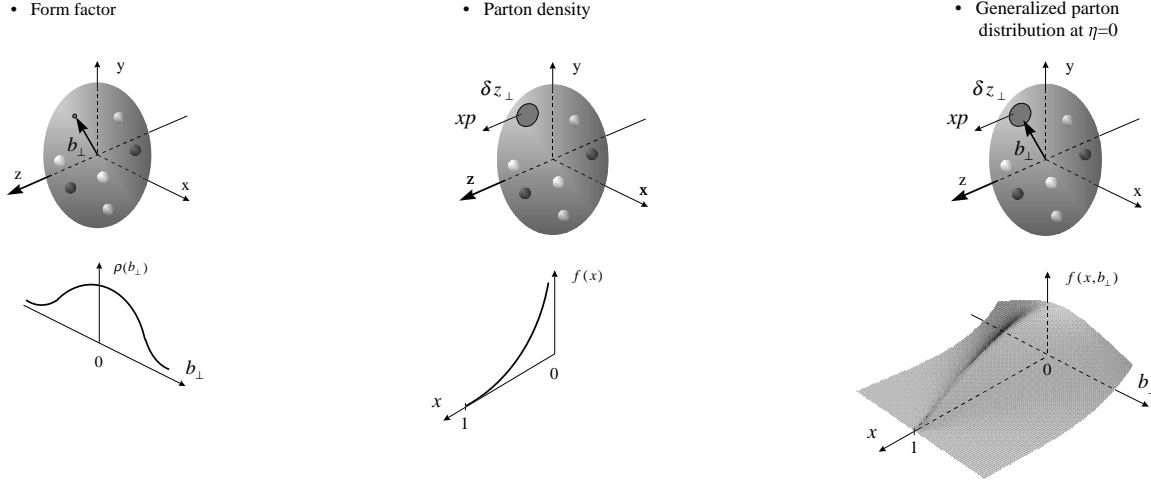 • Form factor
y
b⊥
z
x
ρ(b⊥)
0
b⊥
• Parton density
y
δz⊥
xp
z
x
f(x)
0
x
1
• Generalized parton
distribution at η=0
y
δz⊥
xp
b⊥
z
x
f(x,b⊥)
0
b⊥
x
1